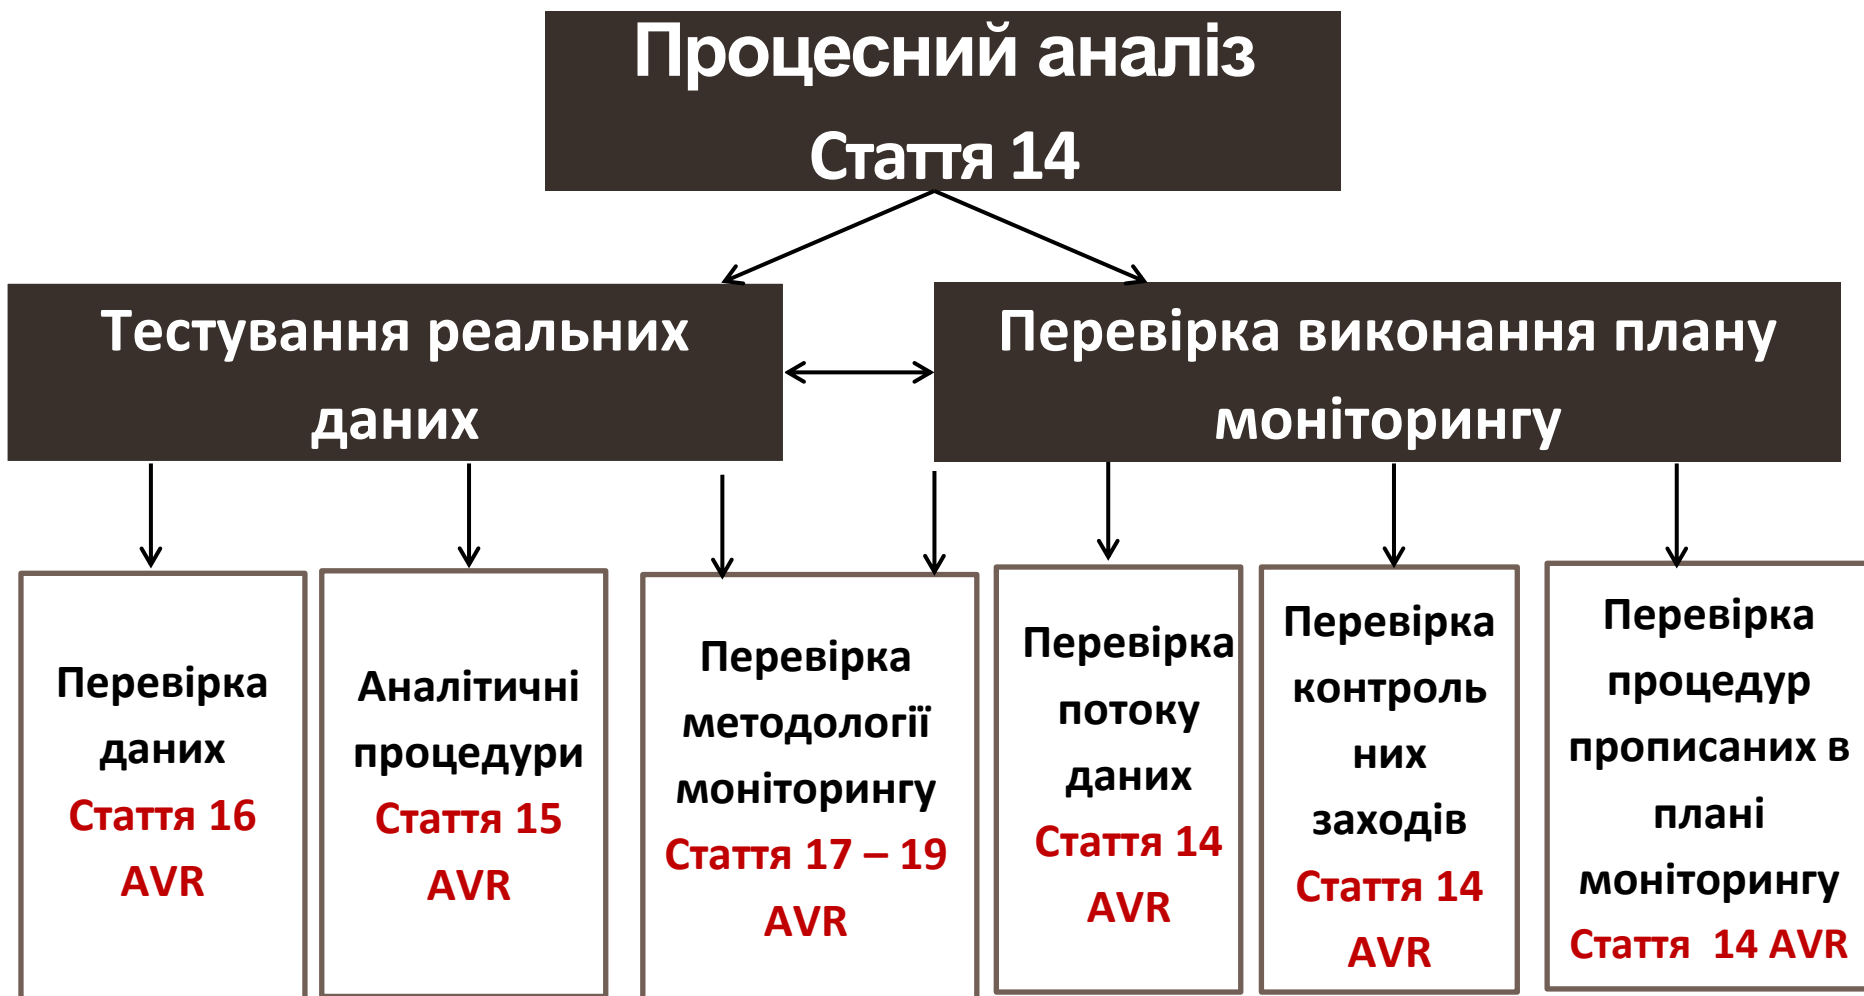 Процесний аналіз
Стаття 14
Тестування реальних
даних
Перевірка виконання плану
моніторингу
Перевірка
даних
Стаття 16
AVR
Аналітичні
процедури
Стаття 15
AVR
Перевірка
методології
моніторингу
Стаття 17 – 19
AVR
Перевірка
потоку
даних
Стаття 14
AVR
Перевірка
контроль
них
заходів
Стаття 14
AVR
Перевірка
процедур
прописаних в
плані
моніторингу
Стаття 14 AVR